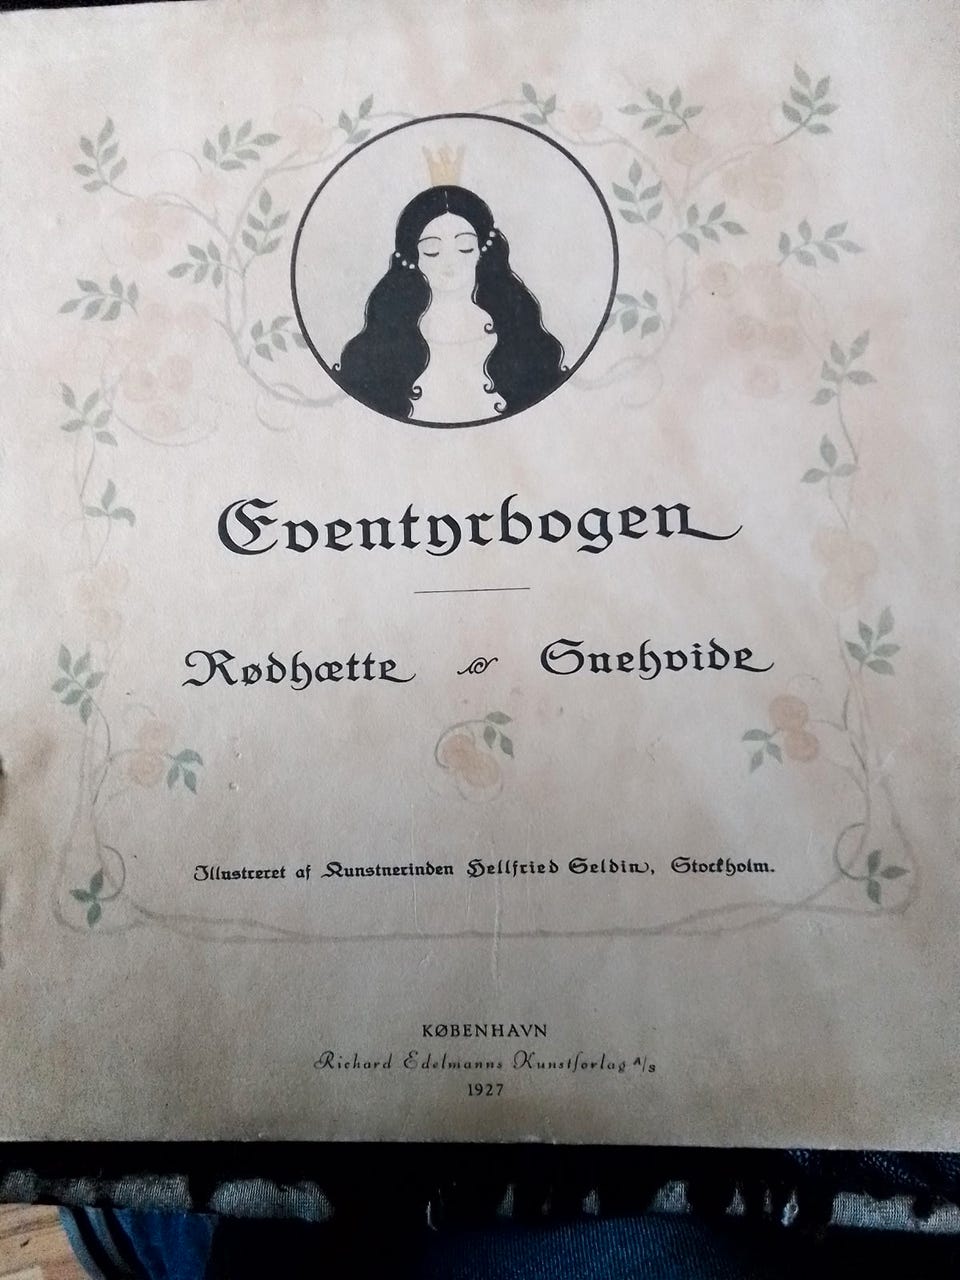 Eventyrbogen
Rødhætte Snehvide
Illustreret af Kunstnerinden Hellfried Seldin, Stockholm.
KØBENHAVN
Richard Edelmanns Kunstforlag A/S
1927